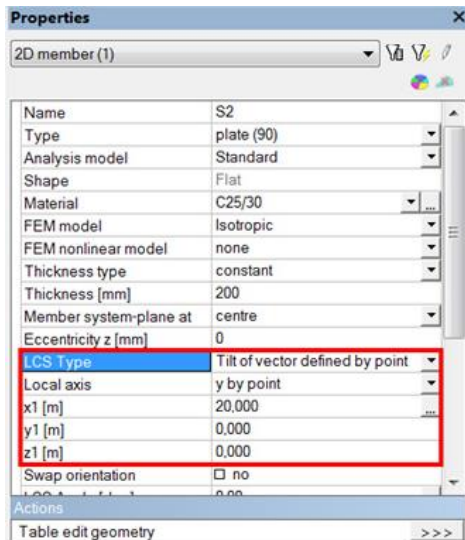 Properties
2D member (1)
Name S2
Type plate (90)
Analysis model Standard
Shape Flat
Material C25/30 ...
FEM model Isotropic
FEM nonlinear model none
Thickness type constant
Thickness [mm] 200
Member system-plane at centre
Eccentricity z [mm] 0
LCS Type Tilt of vector defined by point
Local axis y by point
x1 [m] 20,000 ...
y1 [m] 0,000
z1 [m] 0,000
Swap orientation no
Actions
Table edit geometry >>>